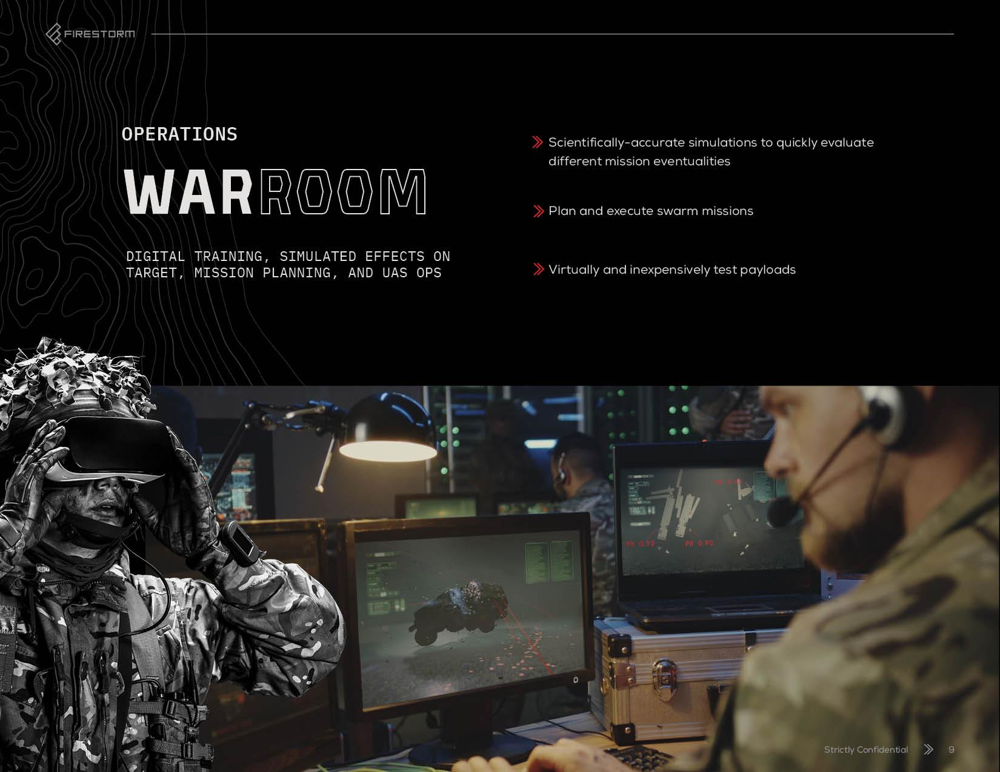 FIRESTORM
OPERATIONS
WARROOM
DIGITAL TRAINING, SIMULATED EFFECTS ON
TARGET, MISSION PLANNING, AND UAS OPS
Scientifically-accurate simulations to quickly evaluate
different mission eventualities
Plan and execute swarm missions
Virtually and inexpensively test payloads
PK 0.92
PK 0.90
Strictly Confidential
9